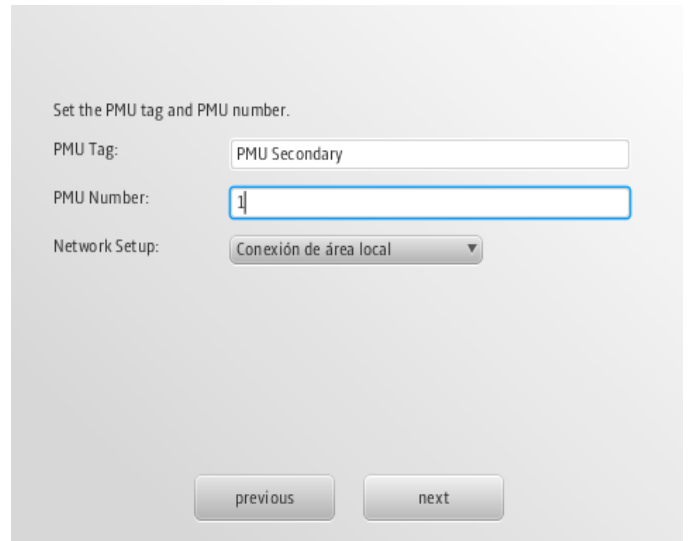 Set the PMU tag and PMU number.
PMU Tag: PMU Secondary
PMU Number: 1
Network Setup: Conexión de área local
previous next